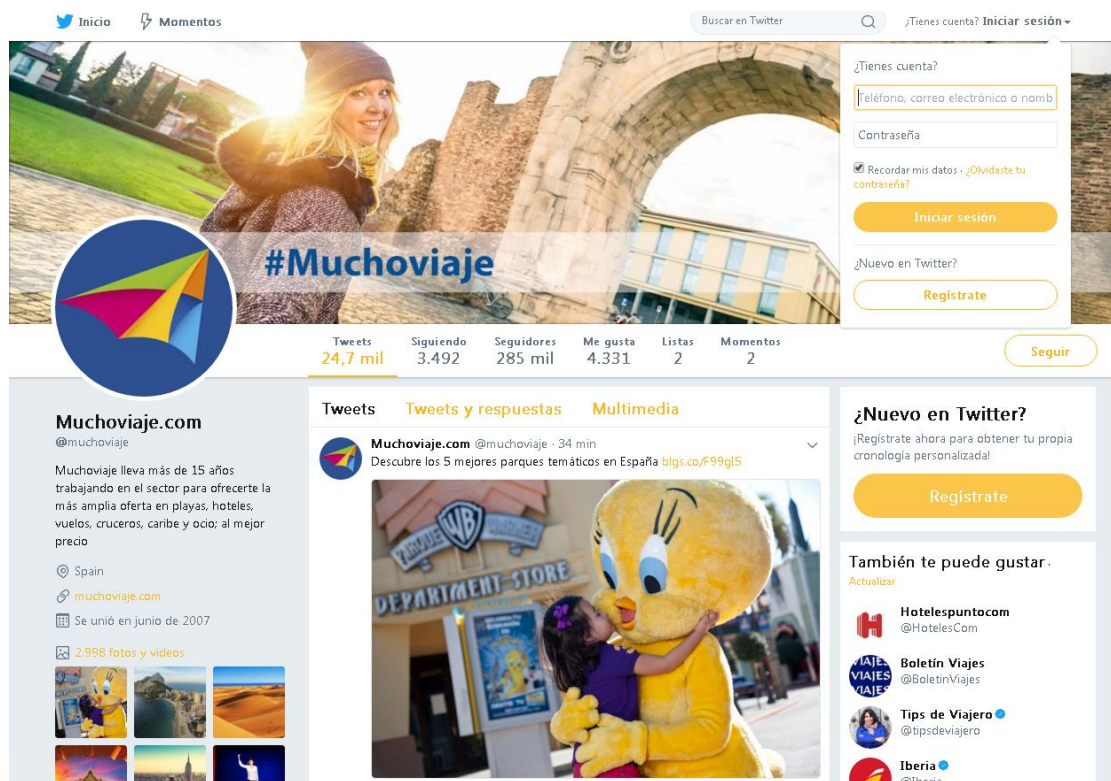 Inicio
Momentos
Buscar en Twitter
¿Tienes cuenta? Iniciar sesión
¿Tienes cuenta?
Teléfono, correo electrónico o nomb
Contraseña
Recordar mis datos · ¿Olvidaste tu
contraseña?
Iniciar sesión
¿Nuevo en Twitter?
Regístrate
#Muchoviaje
Tweets
24,7 mil
Siguiendo
3.492
Seguidores
285 mil
Me gusta
4.331
Listas
2
Momentos
2
Seguir
Muchoviaje.com
@muchoviaje
Muchoviaje lleva más de 15 años
trabajando en el sector para ofrecerte la
más amplia oferta en playas, hoteles,
vuelos, cruceros, caribe y ocio; al mejor
precio
Spain
muchoviaje.com
Se unió en junio de 2007
2.998 fotos y videos
Tweets
Tweets y respuestas
Multimedia
Muchoviaje.com @muchoviaje · 34 min
Descubre los 5 mejores parques temáticos en España blgs.co/F99gI5
WB
PARQUE WARNER
DEPARTMENT STORE
¿Nuevo en Twitter?
¡Regístrate ahora para obtener tu propia
cronología personalizada!
Regístrate
También te puede gustar ·
Actualizar
Hotelespuntocom
@HotelesCom
VIAJES
VIAJES
VIAJES
Boletín Viajes
@BoletinViajes
Tips de Viajero
@tipsdeviajero
Iberia
@Iberia